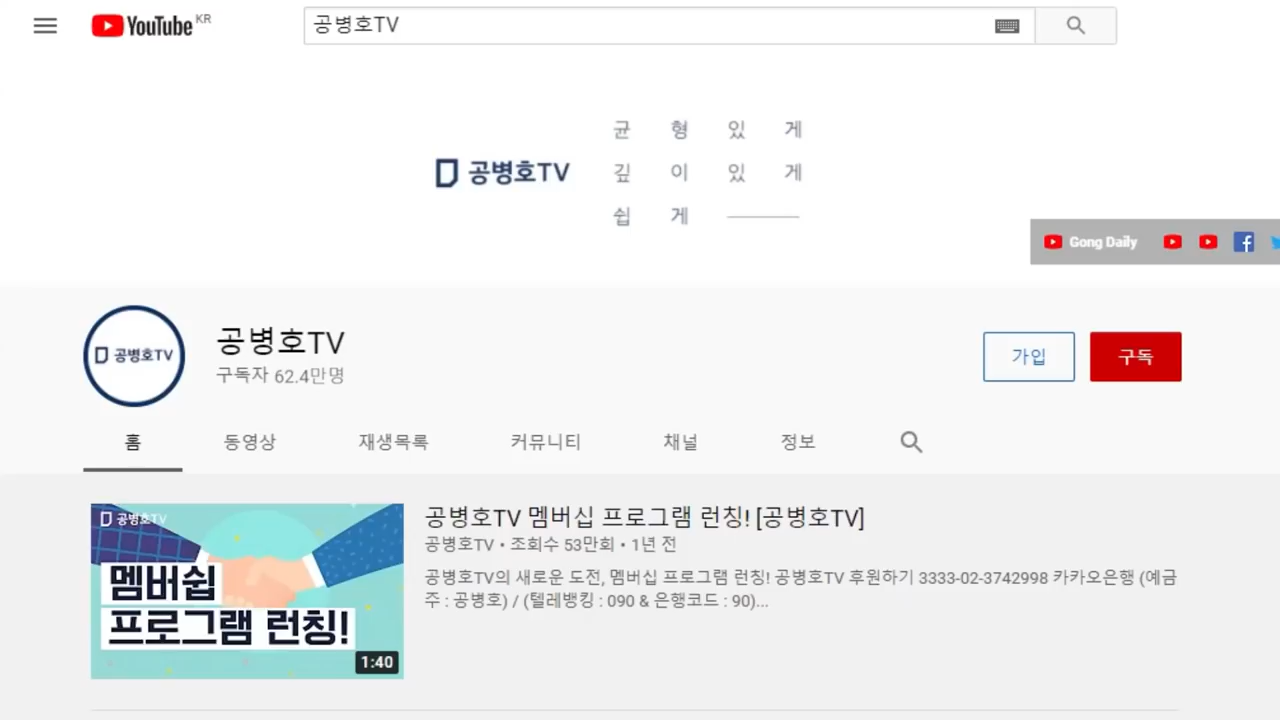 YouTube KR
공병호TV
균형있게
공병호TV
깊이있게
쉽게
Gong Daily
공병호TV
공병호TV
구독자 62.4만명
가입
구독
홈
동영상
재생목록
커뮤니티
채널
정보
공병호TV
멤버쉽
프로그램 런칭!
1:40
공병호TV 멤버십 프로그램 런칭! [공병호TV]
공병호TV • 조회수 53만회 • 1년 전
공병호TV의 새로운 도전, 멤버십 프로그램 런칭! 공병호TV 후원하기 3333-02-3742998 카카오은행 (예금
주 : 공병호) / (텔레뱅킹 : 090 & 은행코드 : 90)...